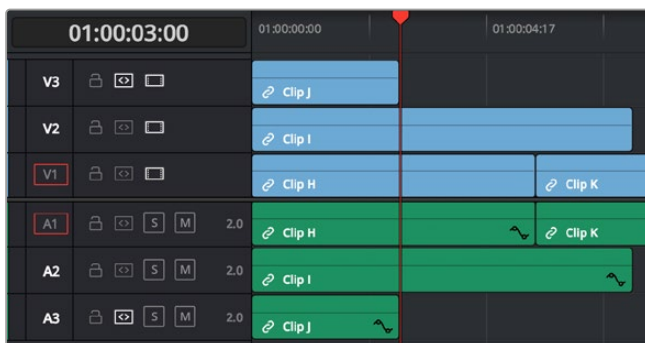 01:00:03:00 01:00:00:00 01:00:04:17
V3 Clip J
V2 Clip I
V1 Clip H Clip K
A1 S M 2.0 Clip H Clip K
A2 S M 2.0 Clip I
A3 S M 2.0 Clip J